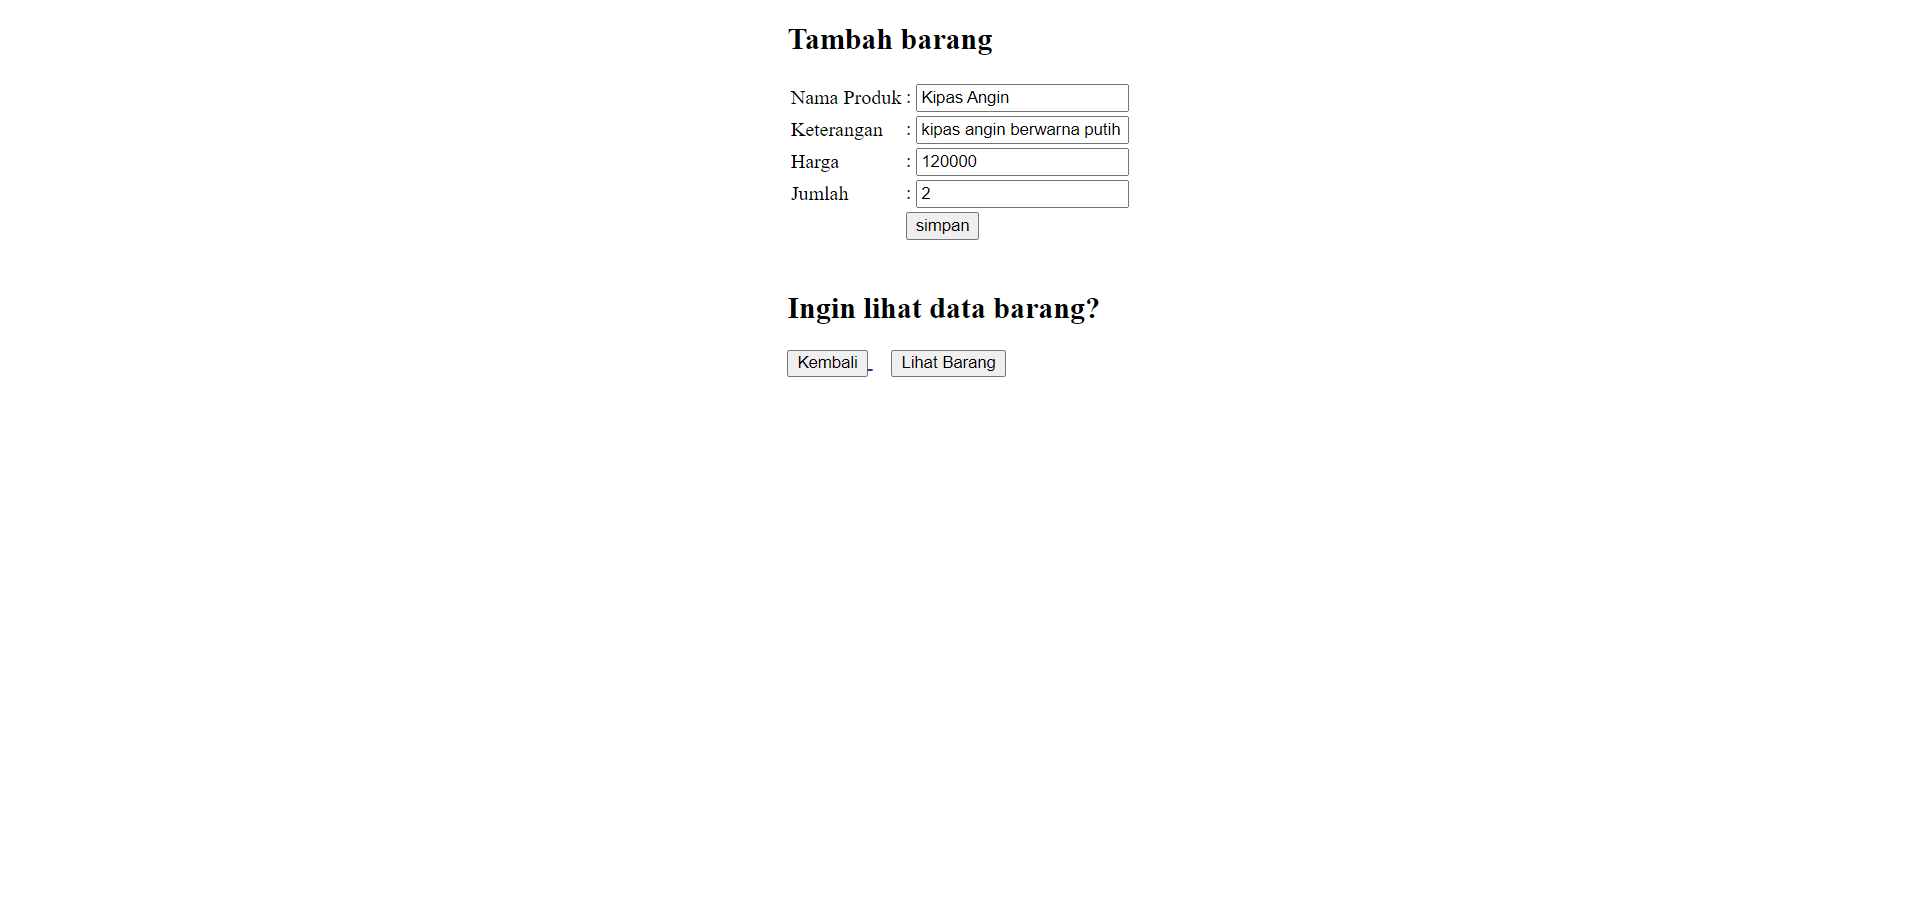 Tambah barang
Nama Produk : Kipas Angin
Keterangan : kipas angin berwarna putih
Harga : 120000
Jumlah : 2
simpan
Ingin lihat data barang?
Kembali Lihat Barang